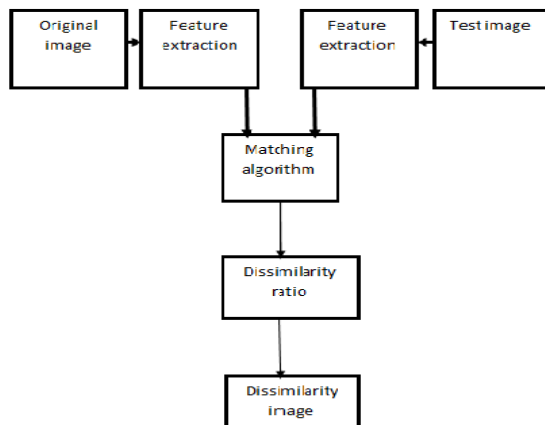 Original
image
Feature
extraction
Feature
extraction
Test image
Matching
algorithm
Dissimilarity
ratio
Dissimilarity
image